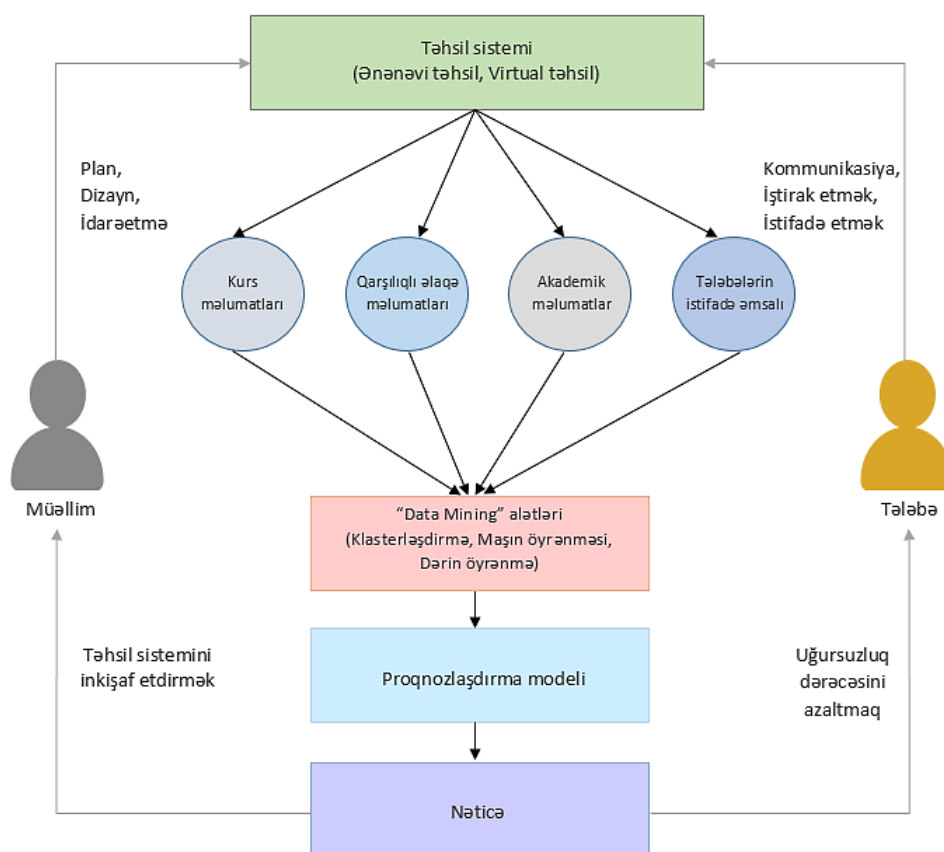 Təhsil sistemi
(Ənənəvi təhsil, Virtual təhsil)
Plan,
Dizayn,
İdarəetmə
Kommunikasiya,
İştirak etmək,
İstifadə etmək
Kurs
məlumatları
Qarşılıqlı əlaqə
məlumatları
Akademik
məlumatlar
Tələbələrin
istifadə əmsalı
Müəllim
Tələbə
“Data Mining” alətləri
(Klasterləşdirmə, Maşın öyrənməsi,
Dərin öyrənmə)
Təhsil sistemini
inkişaf etdirmək
Proqnozlaşdırma modeli
Uğursuzluq
dərəcəsini
azaltmaq
Nəticə